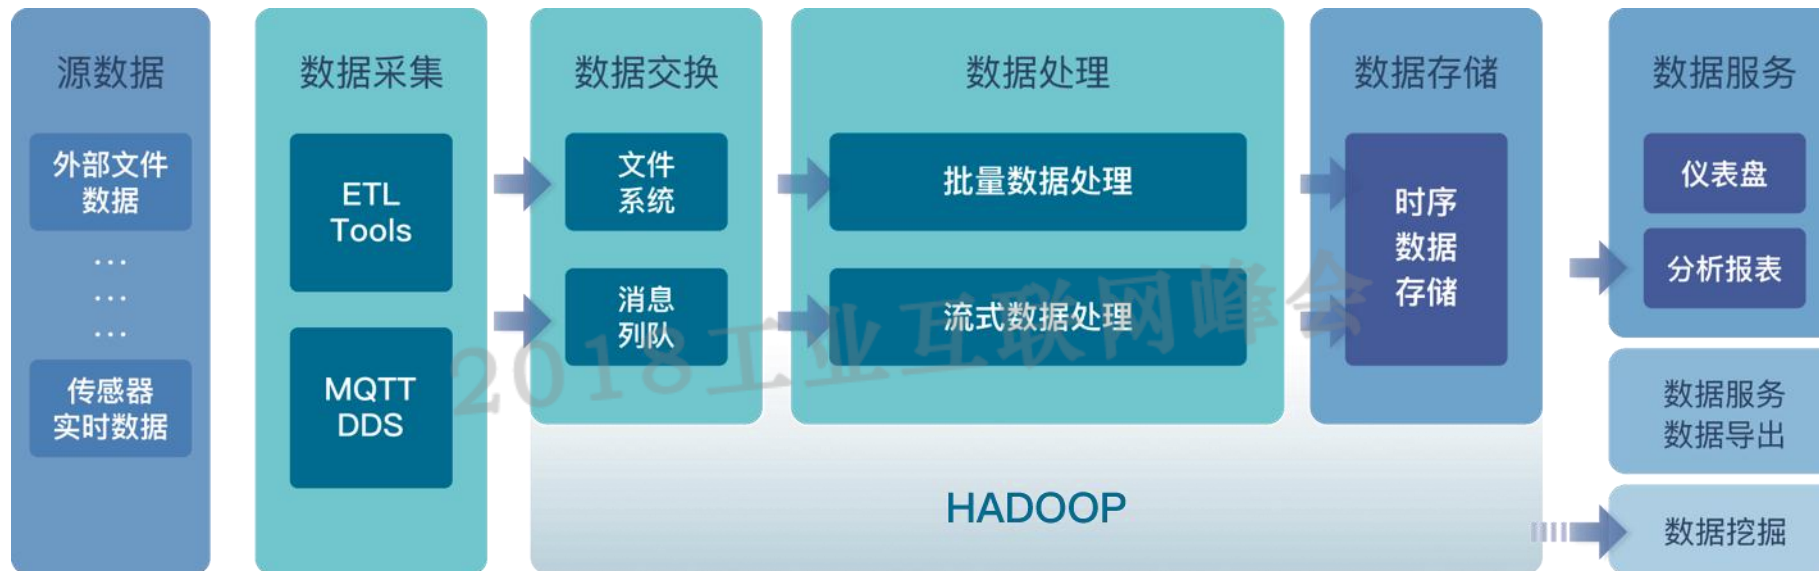 源数据
外部文件
数据
...
...
...
传感器
实时数据
数据采集
ETL
Tools
MQTT
DDS
数据交换
文件
系统
消息
列队
数据处理
批量数据处理
流式数据处理
数据存储
时序
数据
存储
HADOOP
数据服务
仪表盘
分析报表
数据服务
数据导出
数据挖掘
2018工业互联网峰会